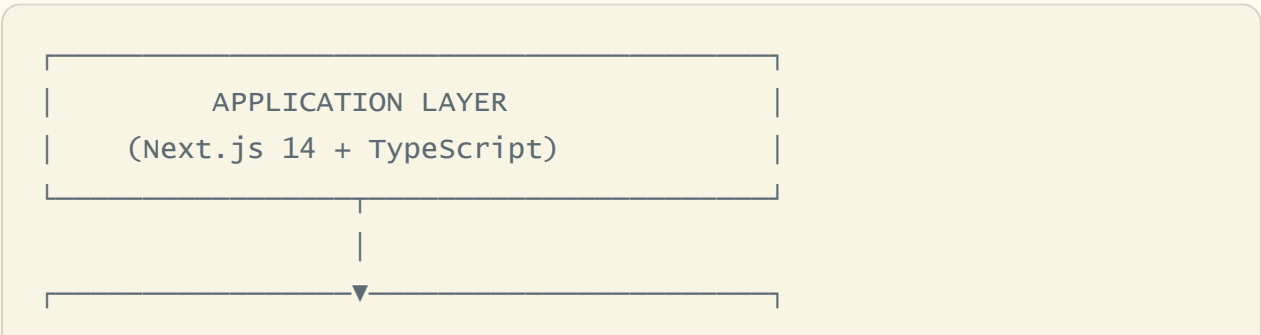 APPLICATION LAYER
(Next.js 14 + TypeScript)